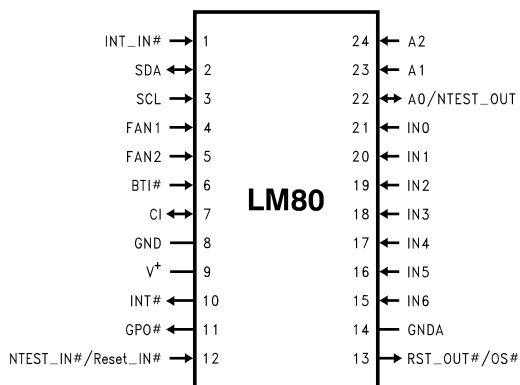 INT_IN# 1 24 A2
SDA 2 23 A1
SCL 3 22 A0/NTEST_OUT
FAN1 4 21 IN0
FAN2 5 20 IN1
BTI# 6 19 IN2
LM80
CI 7 18 IN3
GND 8 17 IN4
V+ 9 16 IN5
INT# 10 15 IN6
GPO# 11 14 GNDA
NTEST_IN#/Reset_IN# 12 13 RST_OUT#/OS#